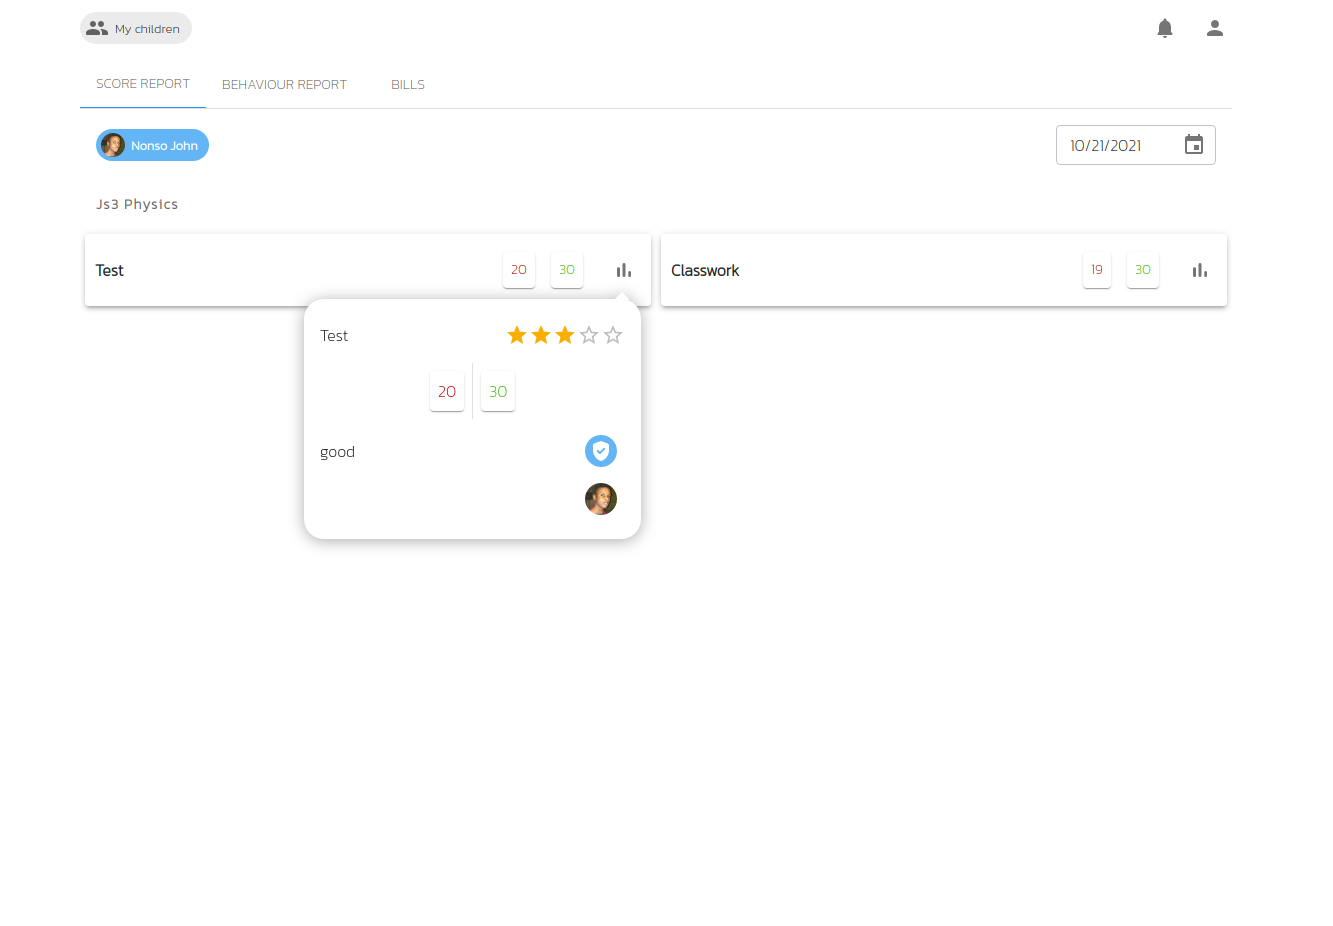 My children
SCORE REPORT BEHAVIOUR REPORT BILLS
Nonso John 10/21/2021
Js3 Physics
Test 20 30 Classwork 19 30
Test
20 30
good